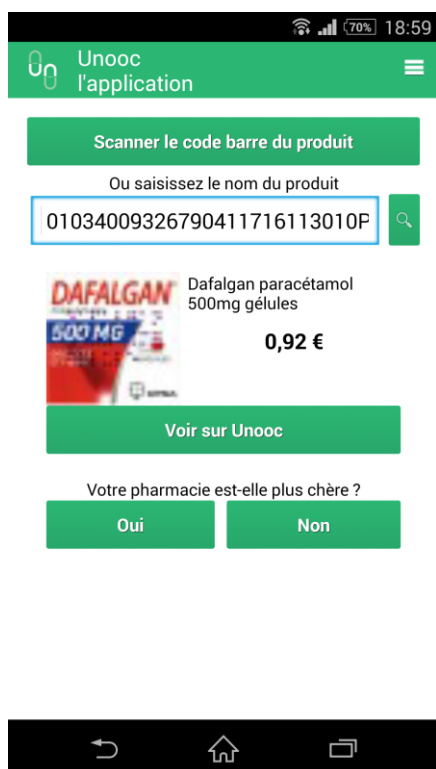 70% 18:59
Unooc
l'application
Scanner le code barre du produit
Ou saisissez le nom du produit
01034009326790411716113010P
DAFALGAN
500 MG
Dafalgan paracétamol
500mg gélules
0,92 €
Voir sur Unooc
Votre pharmacie est-elle plus chère ?
Oui Non